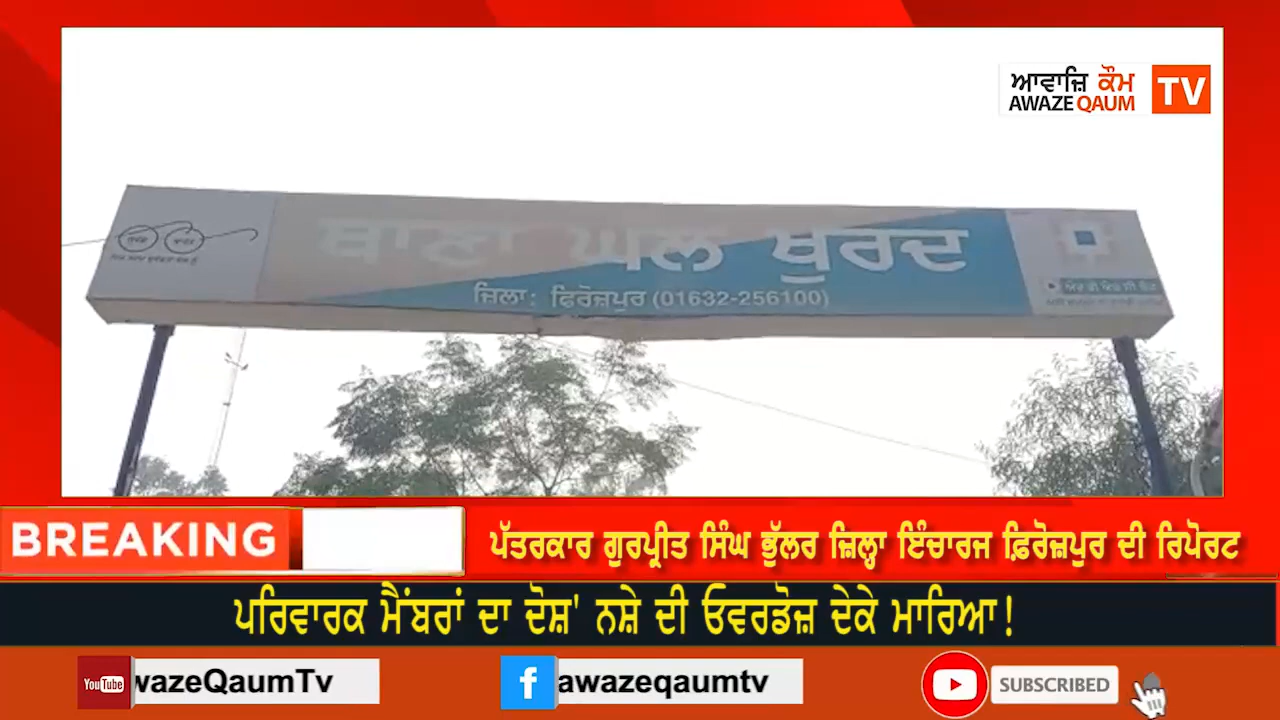 ਆਵਾਜ਼ਿ ਕੌਮ
AWAZE QAUM
TV
ਥਾਣਾ ਘੱਲ ਖੁਰਦ
ਜ਼ਿਲਾ: ਫਿਰੋਜ਼ਪੁਰ (01632-256100)
BREAKING
ਪੱਤਰਕਾਰ ਗੁਰਪ੍ਰੀਤ ਸਿੰਘ ਭੁੱਲਰ ਜ਼ਿਲ੍ਹਾ ਇੰਚਾਰਜ ਫ਼ਿਰੋਜ਼ਪੁਰ ਦੀ ਰਿਪੋਰਟ
ਪਰਿਵਾਰਕ ਮੈਂਬਰਾਂ ਦਾ ਦੋਸ਼' ਨਸ਼ੇ ਦੀ ਓਵਰਡੋਜ਼ ਦੇਕੇ ਮਾਰਿਆ!
YouTube
wazeQaumTv
f
awazeqaumtv
SUBSCRIBED